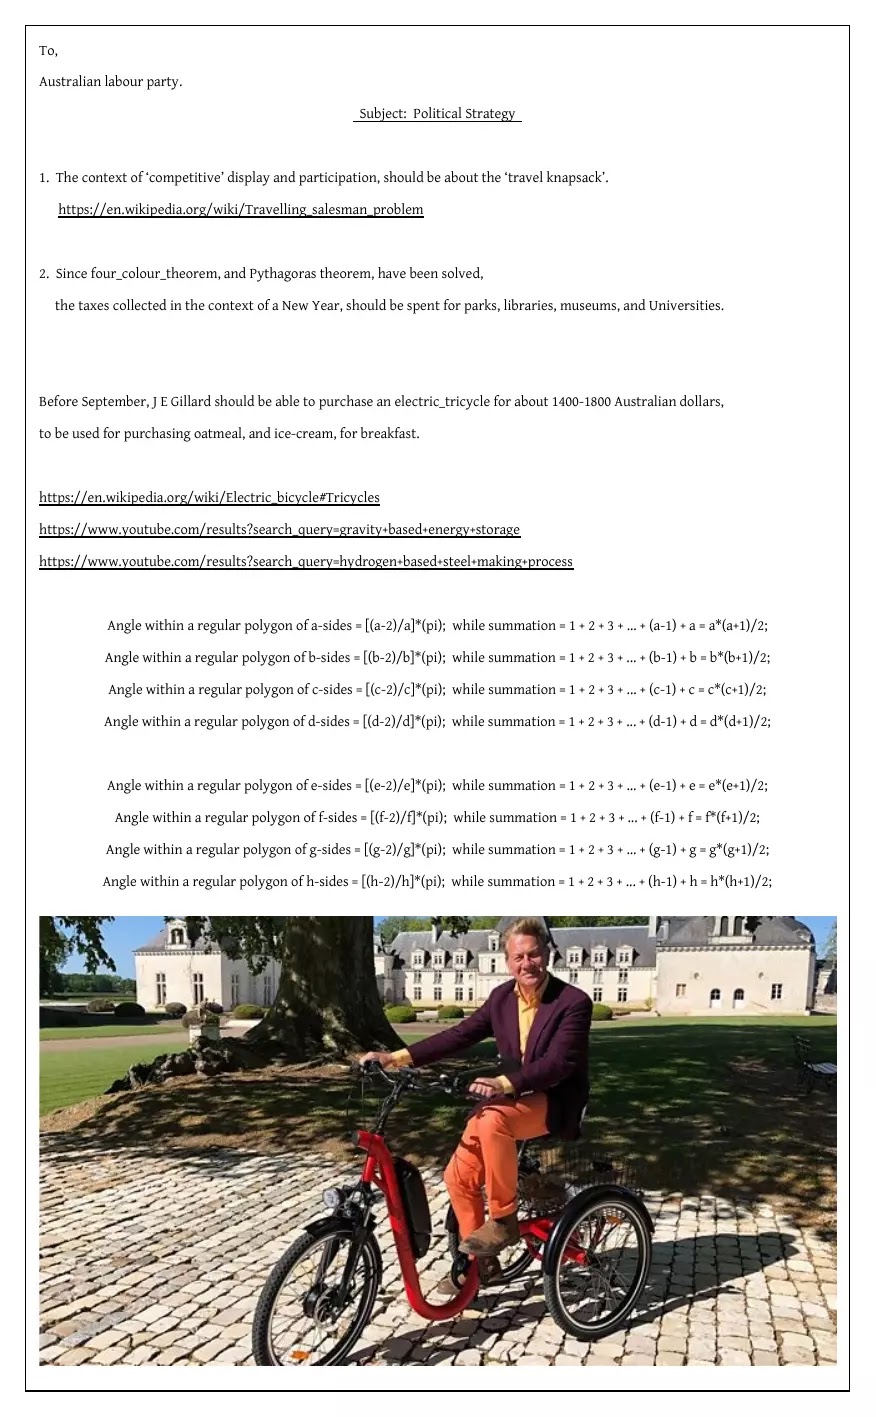 To,
Australian labour party.
Subject:  Political Strategy
1.  The context of ‘competitive’ display and participation, should be about the ‘travel knapsack’.
https://en.wikipedia.org/wiki/Travelling_salesman_problem
2.  Since four_colour_theorem, and Pythagoras theorem, have been solved,
the taxes collected in the context of a New Year, should be spent for parks, libraries, museums, and Universities.
Before September, J E Gillard should be able to purchase an electric_tricycle for about 1400-1800 Australian dollars,
to be used for purchasing oatmeal, and ice-cream, for breakfast.
https://en.wikipedia.org/wiki/Electric_bicycle#Tricycles
https://www.youtube.com/results?search_query=gravity+based+energy+storage
https://www.youtube.com/results?search_query=hydrogen+based+steel+making+process
Angle within a regular polygon of a-sides = [(a-2)/a]*(pi);  while summation = 1 + 2 + 3 + ... + (a-1) + a = a*(a+1)/2;
Angle within a regular polygon of b-sides = [(b-2)/b]*(pi);  while summation = 1 + 2 + 3 + ... + (b-1) + b = b*(b+1)/2;
Angle within a regular polygon of c-sides = [(c-2)/c]*(pi);  while summation = 1 + 2 + 3 + ... + (c-1) + c = c*(c+1)/2;
Angle within a regular polygon of d-sides = [(d-2)/d]*(pi);  while summation = 1 + 2 + 3 + ... + (d-1) + d = d*(d+1)/2;
Angle within a regular polygon of e-sides = [(e-2)/e]*(pi);  while summation = 1 + 2 + 3 + ... + (e-1) + e = e*(e+1)/2;
Angle within a regular polygon of f-sides = [(f-2)/f]*(pi);  while summation = 1 + 2 + 3 + ... + (f-1) + f = f*(f+1)/2;
Angle within a regular polygon of g-sides = [(g-2)/g]*(pi);  while summation = 1 + 2 + 3 + ... + (g-1) + g = g*(g+1)/2;
Angle within a regular polygon of h-sides = [(h-2)/h]*(pi);  while summation = 1 + 2 + 3 + ... + (h-1) + h = h*(h+1)/2;